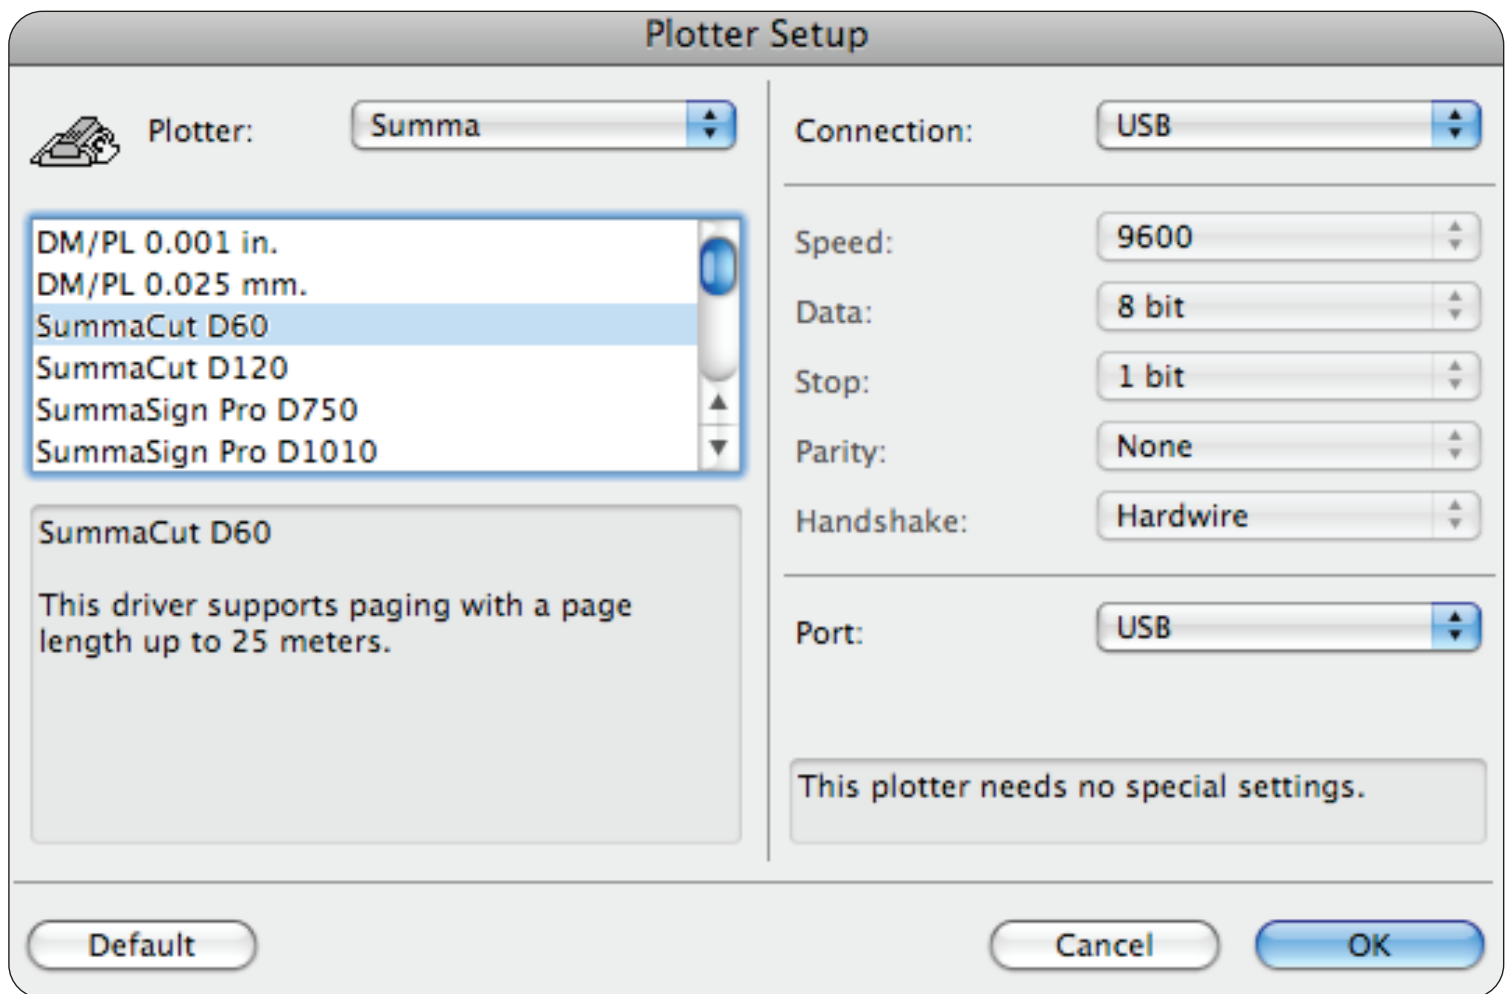 Plotter Setup
Plotter:
Summa
DM/PL 0.001 in.
DM/PL 0.025 mm.
SummaCut D60
SummaCut D120
SummaSign Pro D750
SummaSign Pro D1010
SummaCut D60
This driver supports paging with a page
length up to 25 meters.
Connection:
USB
Speed:
9600
Data:
8 bit
Stop:
1 bit
Parity:
None
Handshake:
Hardwire
Port:
USB
This plotter needs no special settings.
Default
Cancel
OK